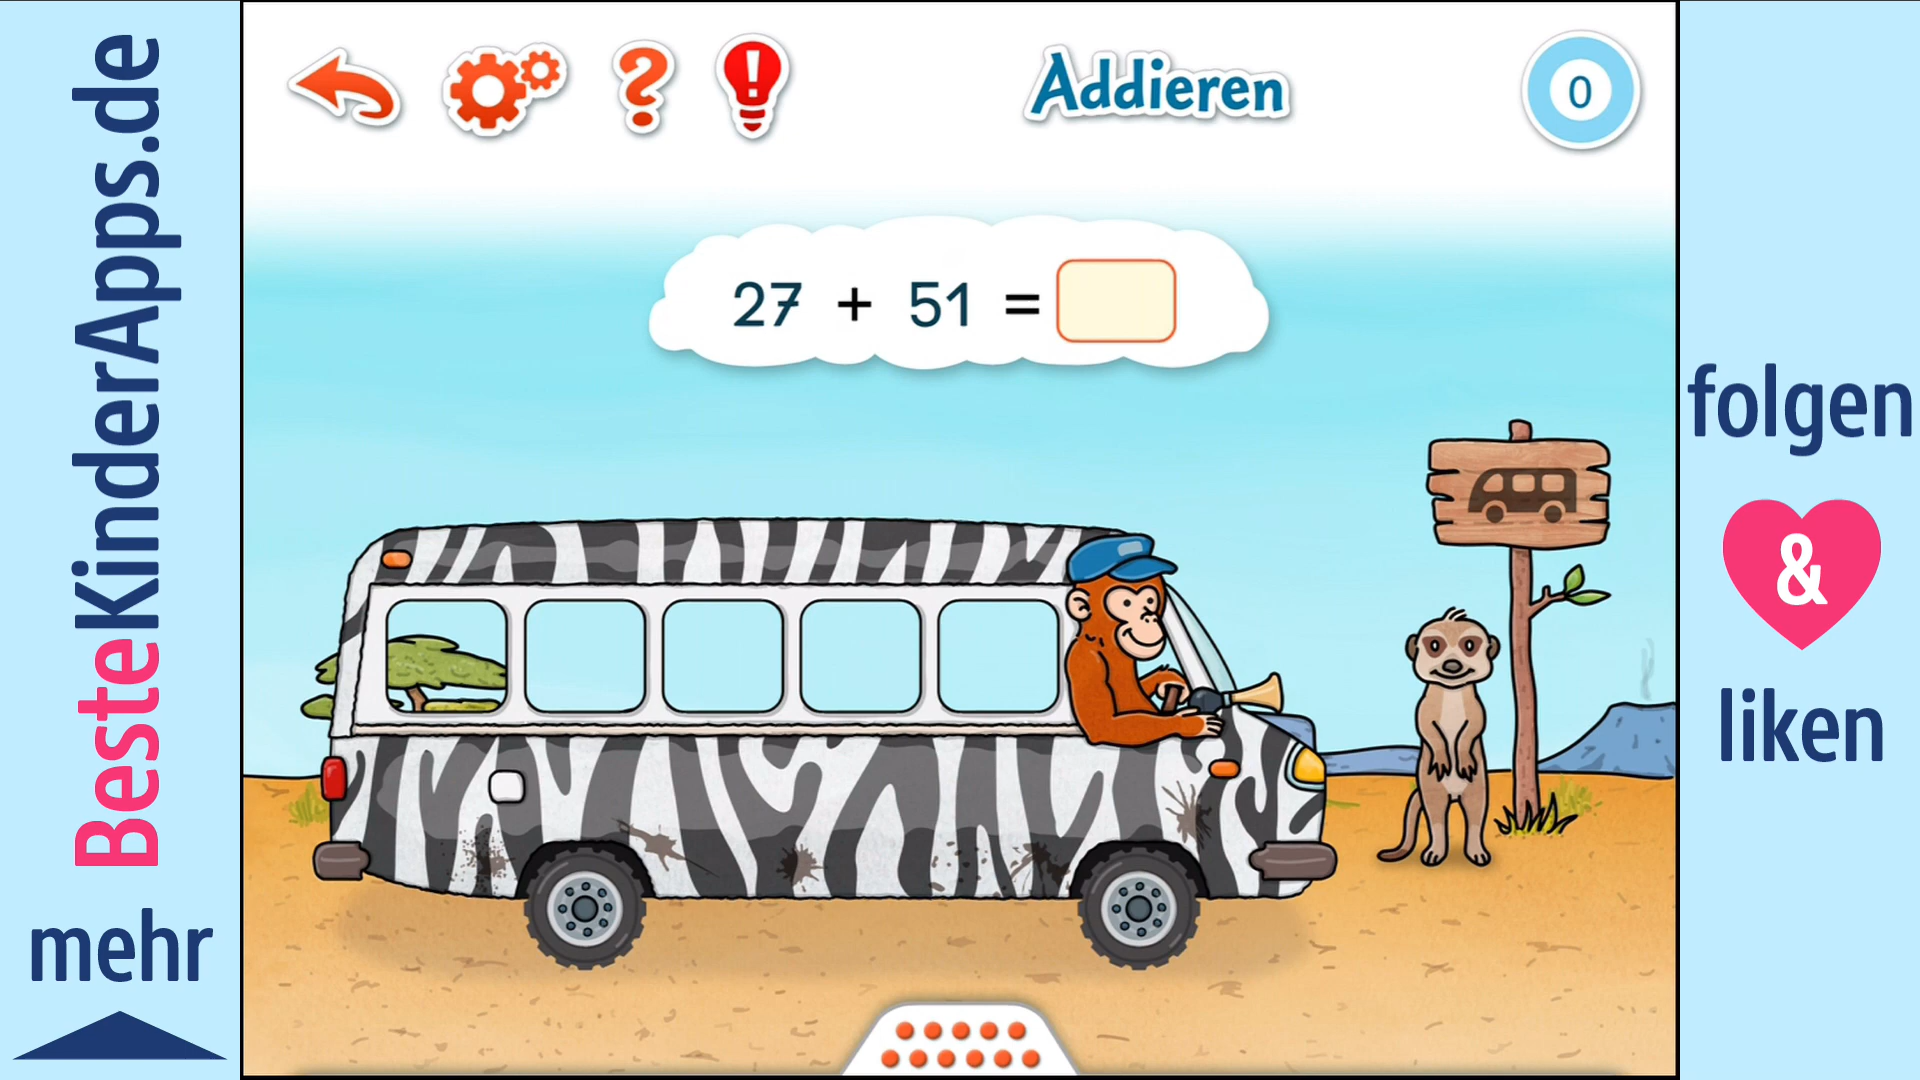 mehr BesteKinderApps.de
Addieren
0
27 + 51 =
folgen
&
liken